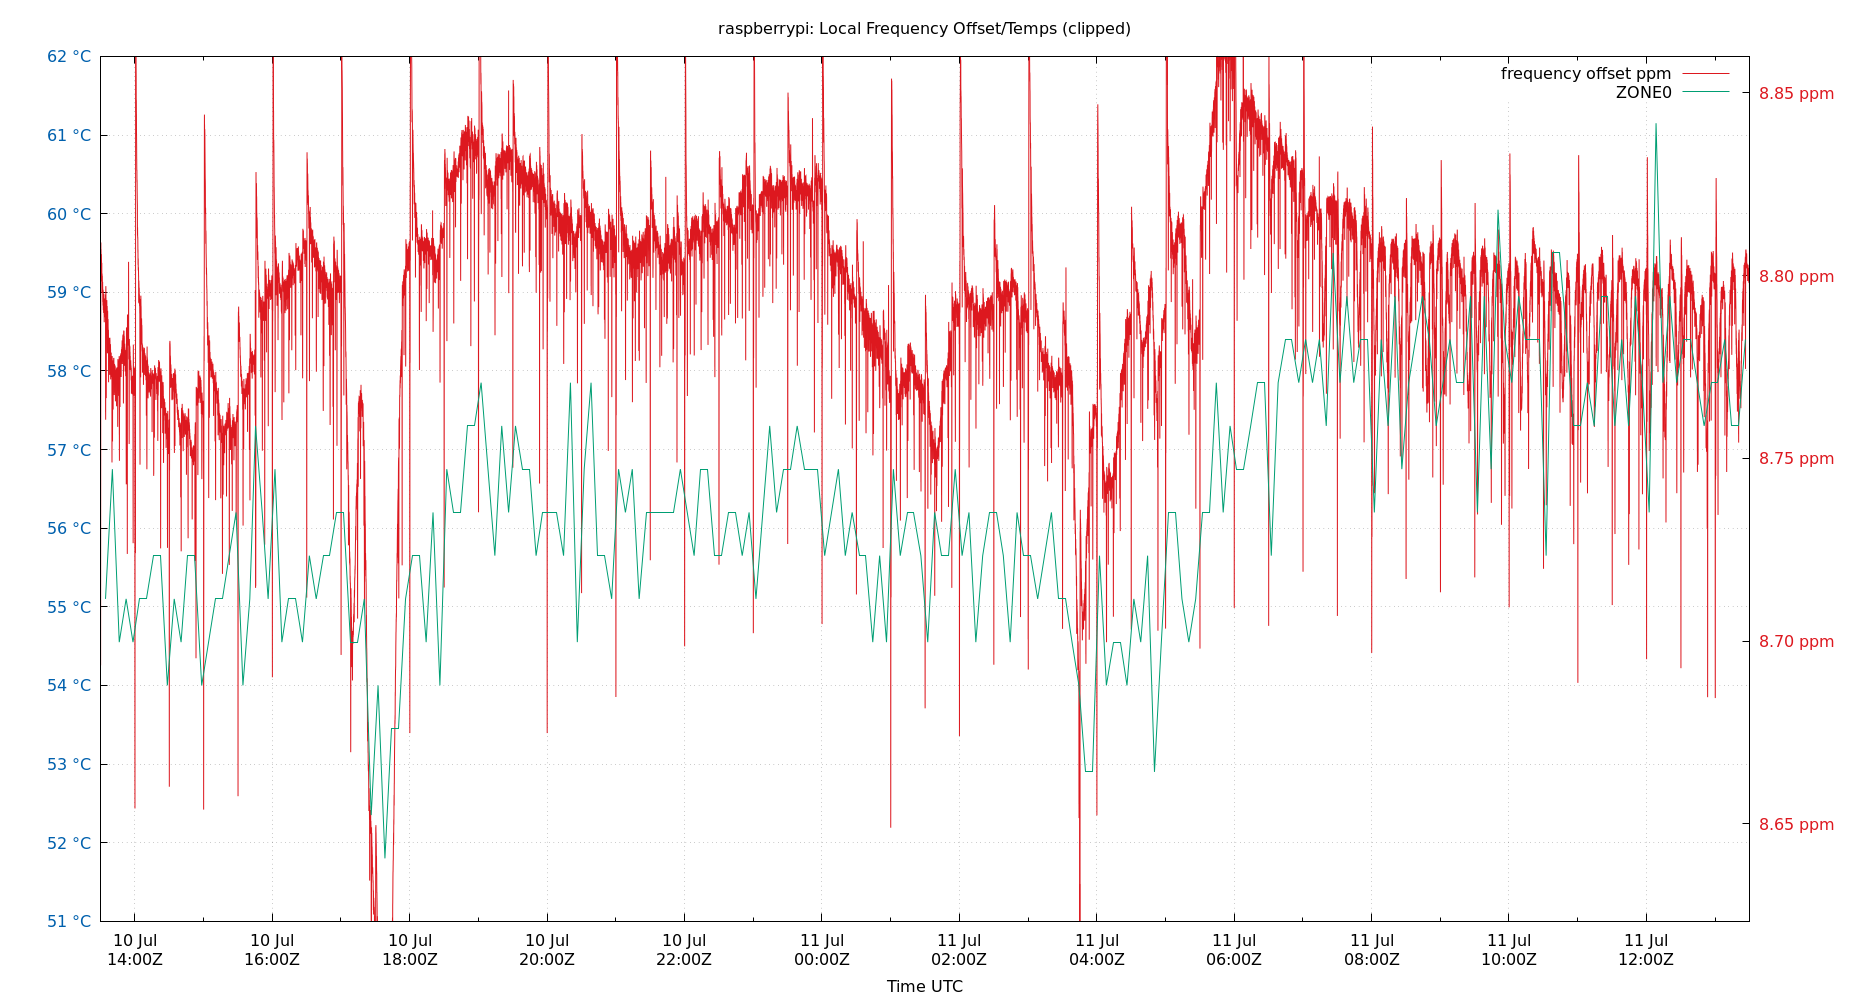 raspberrypi: Local Frequency Offset/Temps (clipped)
62 °C
61 °C
60 °C
59 °C
58 °C
57 °C
56 °C
55 °C
54 °C
53 °C
52 °C
51 °C
frequency offset ppm
ZONE0
8.85 ppm
8.80 ppm
8.75 ppm
8.70 ppm
8.65 ppm
10 Jul
14:00Z
10 Jul
16:00Z
10 Jul
18:00Z
10 Jul
20:00Z
10 Jul
22:00Z
11 Jul
00:00Z
11 Jul
02:00Z
11 Jul
04:00Z
11 Jul
06:00Z
11 Jul
08:00Z
11 Jul
10:00Z
11 Jul
12:00Z
Time UTC